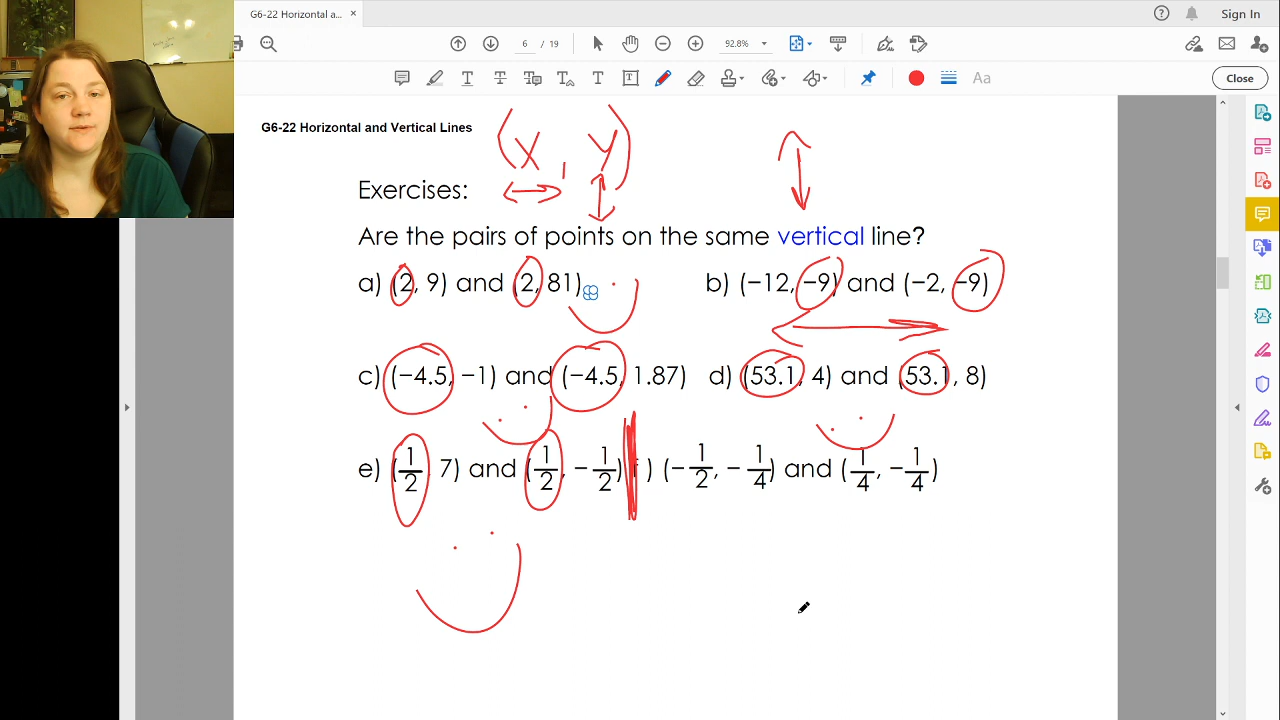 G6-22 Horizontal a... ×
Sign In
6 / 19
92.8%
Aa
Close
G6-22 Horizontal and Vertical Lines
(X, Y)
Exercises:
Are the pairs of points on the same vertical line?
a) (2, 9) and (2, 81)
b) (−12, −9) and (−2, −9)
c) (−4.5, −1) and (−4.5, 1.87)
d) (53.1, 4) and (53.1, 8)
e) (1/2, 7) and (1/2, −1/2)
f) (−1/2, −1/4) and (1/4, −1/4)